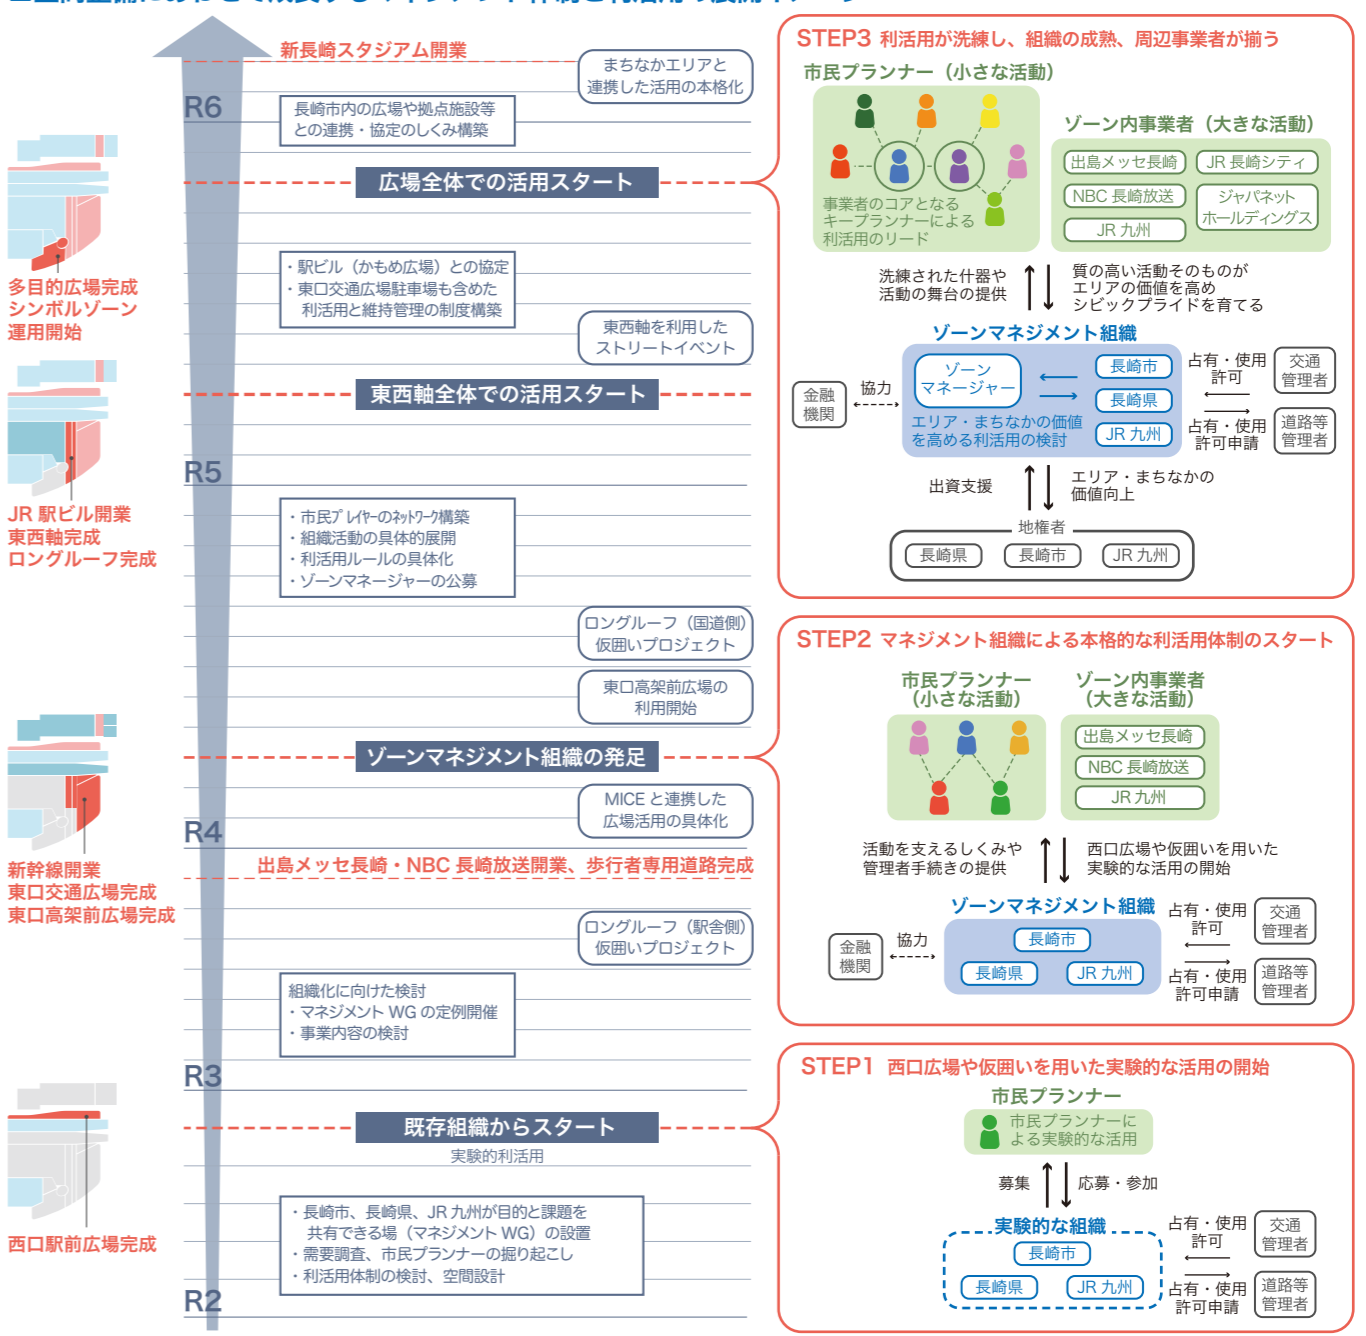 新長崎スタジアム開業
まちなかエリアと
連携した活用の本格化
R6
長崎市内の広場や拠点施設等
との連携・協定のしくみ構築
広場全体での活用スタート
多目的広場完成
シンボルゾーン
運用開始
・駅ビル（かもめ広場）との協定
・東口交通広場駐車場も含めた
利活用と維持管理の制度構築
東西軸を利用した
ストリートイベント
東西軸全体での活用スタート
R5
JR 駅ビル開業
東西軸完成
ロングルーフ完成
・市民プレイヤーのネットワーク構築
・組織活動の具体的展開
・利活用ルールの具体化
・ゾーンマネージャーの公募
ロングルーフ（国道側）
仮囲いプロジェクト
東口高架前広場の
利用開始
ゾーンマネジメント組織の発足
MICE と連携した
広場活用の具体化
R4
新幹線開業
東口交通広場完成
東口高架前広場完成
出島メッセ長崎・NBC 長崎放送開業、歩行者専用道路完成
ロングルーフ（駅舎側）
仮囲いプロジェクト
組織化に向けた検討
・マネジメント WG の定例開催
・事業内容の検討
R3
既存組織からスタート
実験的利活用
西口駅前広場完成
・長崎市、長崎県、JR 九州が目的と課題を
共有できる場（マネジメント WG）の設置
・需要調査、市民プランナーの掘り起こし
・利活用体制の検討、空間設計
R2
STEP3 利活用が洗練し、組織の成熟、周辺事業者が揃う
市民プランナー（小さな活動）
事業者のコアとなる
キープランナーによる
利活用のリード
ゾーン内事業者（大きな活動）
出島メッセ長崎
JR 長崎シティ
NBC 長崎放送
ジャパネット
ホールディングス
JR 九州
洗練された什器や
活動の舞台の提供
質の高い活動そのものが
エリアの価値を高め
シビックプライドを育てる
ゾーンマネジメント組織
ゾーン
マネージャー
長崎市
長崎県
JR 九州
エリア・まちなかの価値
を高める利活用の検討
金融
機関
協力
占有・使用
許可
交通
管理者
占有・使用
許可申請
道路等
管理者
出資支援
エリア・まちなかの
価値向上
地権者
長崎県
長崎市
JR 九州
STEP2 マネジメント組織による本格的な利活用体制のスタート
市民プランナー
（小さな活動）
ゾーン内事業者
（大きな活動）
出島メッセ長崎
NBC 長崎放送
JR 九州
活動を支えるしくみや
管理者手続きの提供
西口広場や仮囲いを用いた
実験的な活用の開始
ゾーンマネジメント組織
長崎市
長崎県
JR 九州
金融
機関
協力
占有・使用
許可
交通
管理者
占有・使用
許可申請
道路等
管理者
STEP1 西口広場や仮囲いを用いた実験的な活用の開始
市民プランナー
市民プランナーに
よる実験的な活用
募集
応募・参加
実験的な組織
長崎市
長崎県
JR 九州
占有・使用
許可
交通
管理者
占有・使用
許可申請
道路等
管理者